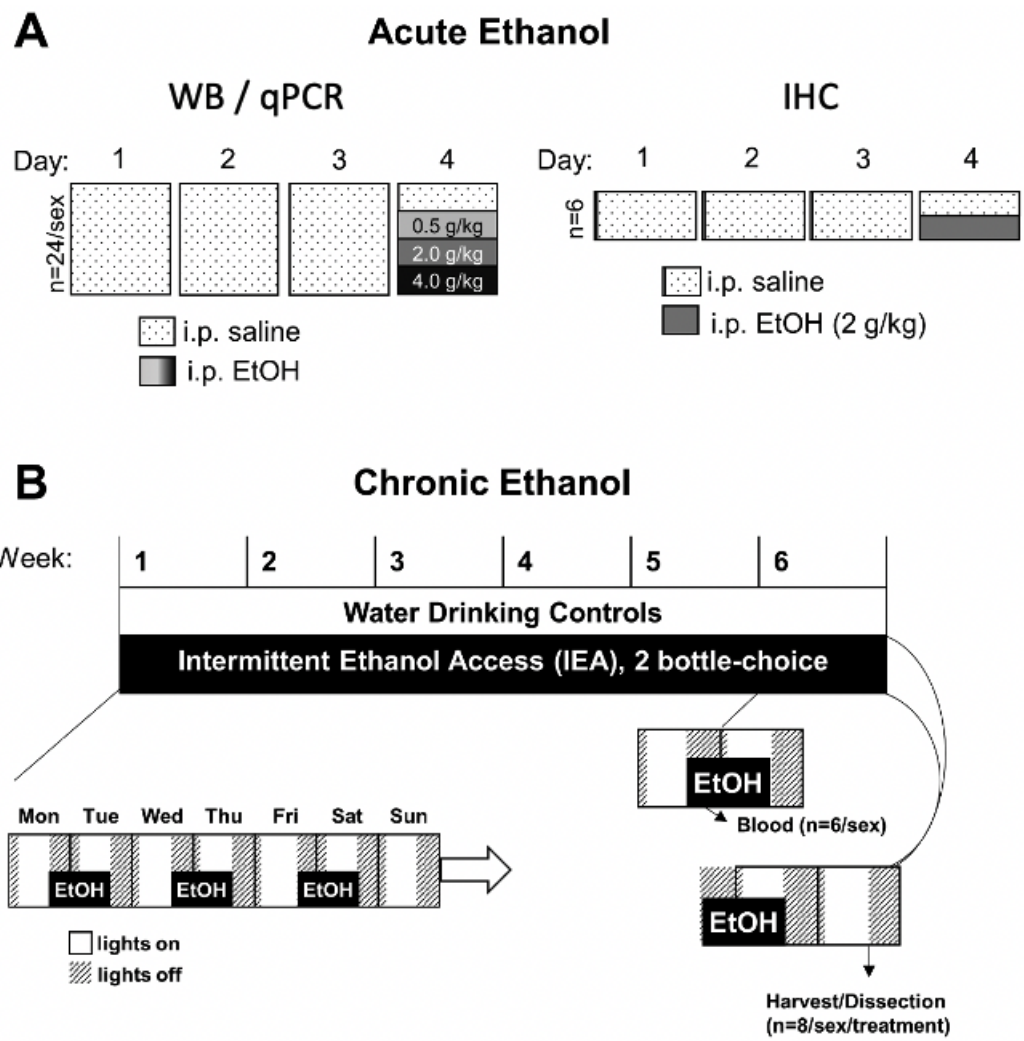 A
Acute Ethanol
WB / qPCR
Day: 1 2 3 4
n=24/sex
0.5 g/kg
2.0 g/kg
4.0 g/kg
i.p. saline
i.p. EtOH
IHC
Day: 1 2 3 4
n=6
i.p. saline
i.p. EtOH (2 g/kg)
B
Chronic Ethanol
Week: 1 2 3 4 5 6
Water Drinking Controls
Intermittent Ethanol Access (IEA), 2 bottle-choice
Mon Tue Wed Thu Fri Sat Sun
EtOH EtOH EtOH
lights on
lights off
EtOH
Blood (n=6/sex)
EtOH
Harvest/Dissection
(n=8/sex/treatment)